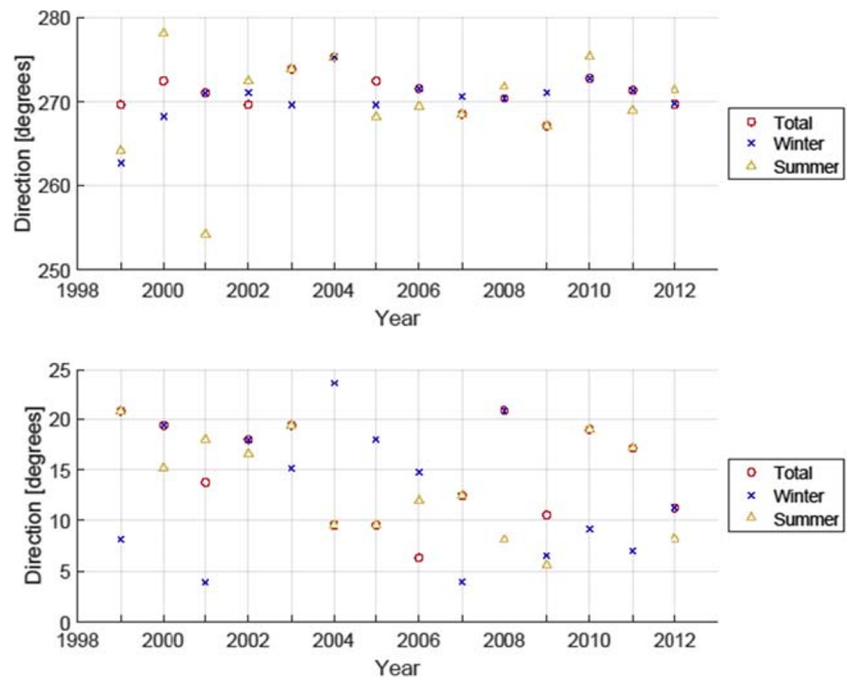 280
270
260
250
Direction [degrees]
1998 2000 2002 2004 2006 2008 2010 2012
Year
Total
Winter
Summer
25
20
15
10
5
0
Direction [degrees]
1998 2000 2002 2004 2006 2008 2010 2012
Year
Total
Winter
Summer